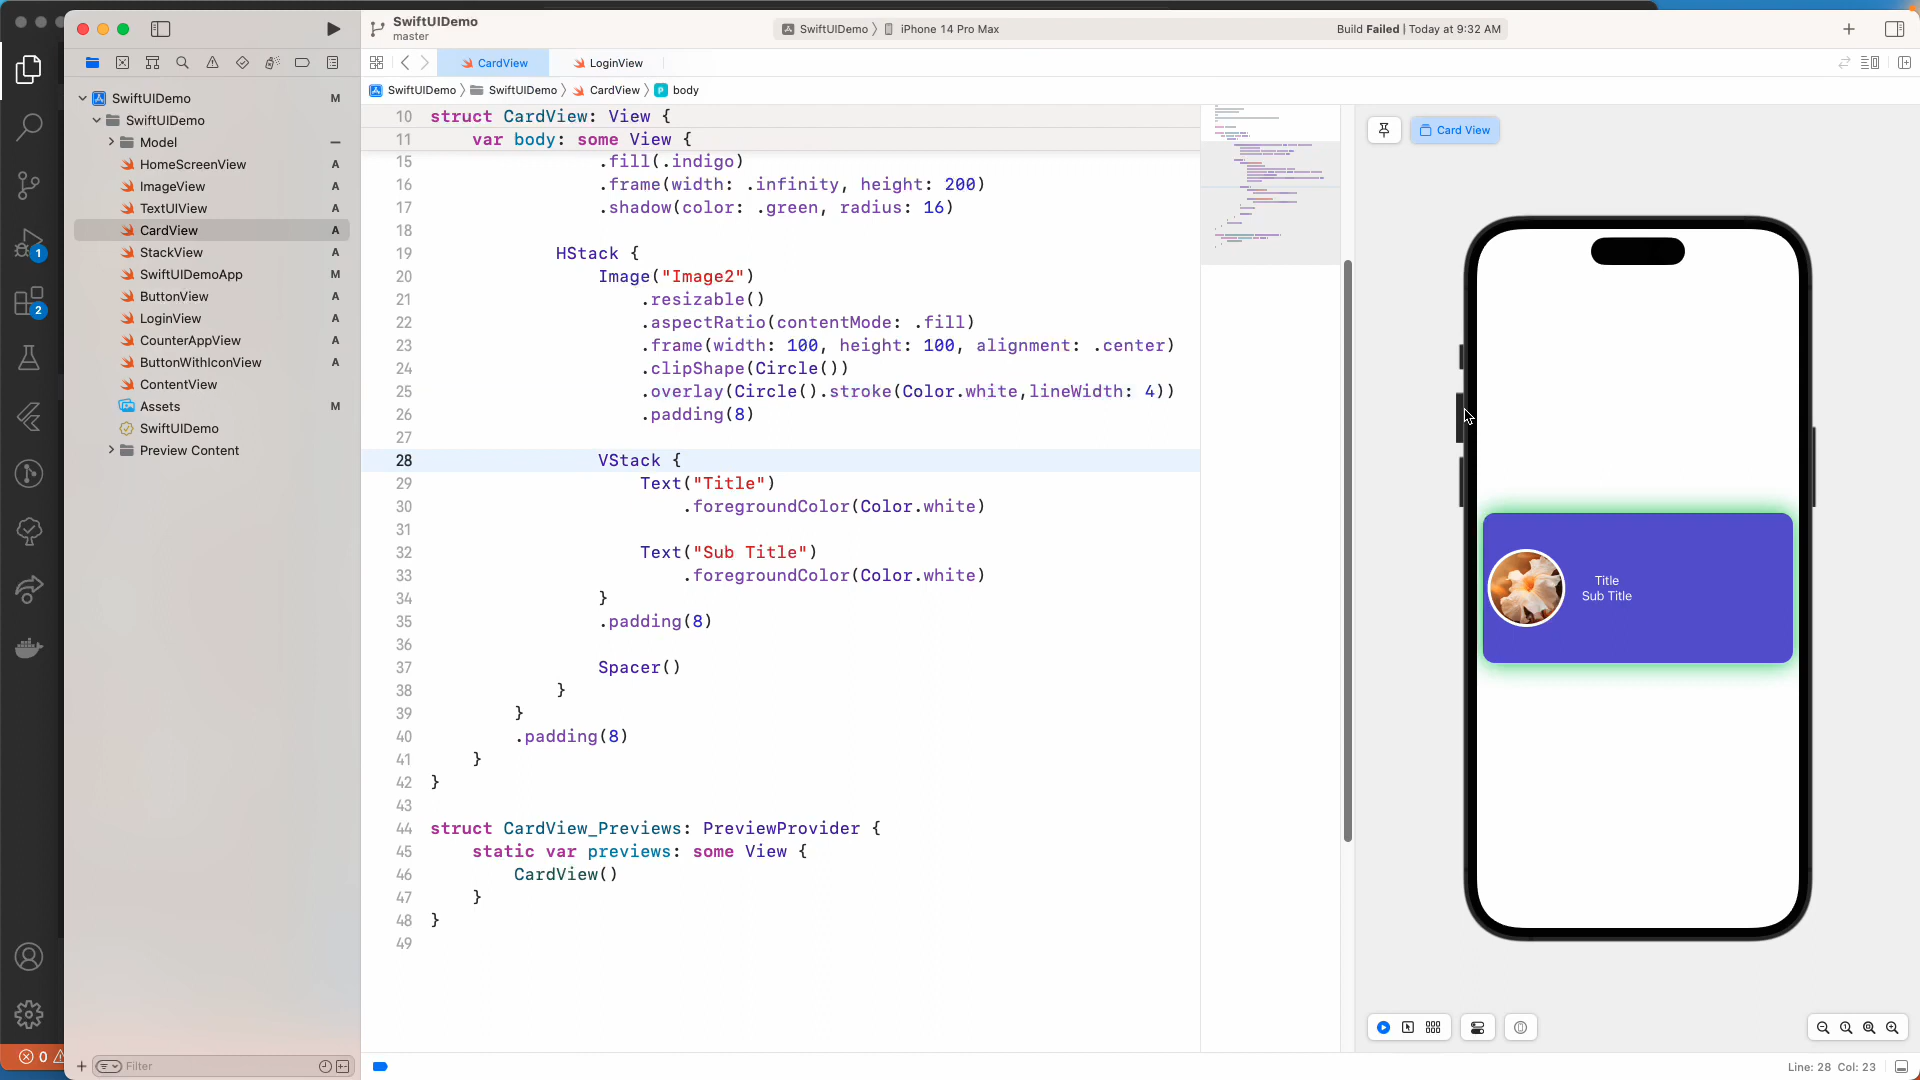 SwiftUIDemo
master
SwiftUIDemo
iPhone 14 Pro Max
Build Failed | Today at 9:32 AM
CardView
LoginView
SwiftUIDemo
SwiftUIDemo
CardView
body
1
2
SwiftUIDemo M
SwiftUIDemo
Model
HomeScreenView A
ImageView A
TextUIView A
CardView A
StackView A
SwiftUIDemoApp M
ButtonView A
LoginView A
CounterAppView A
ButtonWithIconView A
ContentView
Assets M
SwiftUIDemo
Preview Content
10 struct CardView: View {
11 var body: some View {
15 .fill(.indigo)
16 .frame(width: .infinity, height: 200)
17 .shadow(color: .green, radius: 16)
18
19 HStack {
20 Image("Image2")
21 .resizable()
22 .aspectRatio(contentMode: .fill)
23 .frame(width: 100, height: 100, alignment: .center)
24 .clipShape(Circle())
25 .overlay(Circle().stroke(Color.white,lineWidth: 4))
26 .padding(8)
27
28 VStack {
29 Text("Title")
30 .foregroundColor(Color.white)
31
32 Text("Sub Title")
33 .foregroundColor(Color.white)
34 }
35 .padding(8)
36
37 Spacer()
38 }
39 }
40 .padding(8)
41 }
42 }
43
44 struct CardView_Previews: PreviewProvider {
45 static var previews: some View {
46 CardView()
47 }
48 }
49
Card View
Title
Sub Title
0
Filter
Line: 28 Col: 23